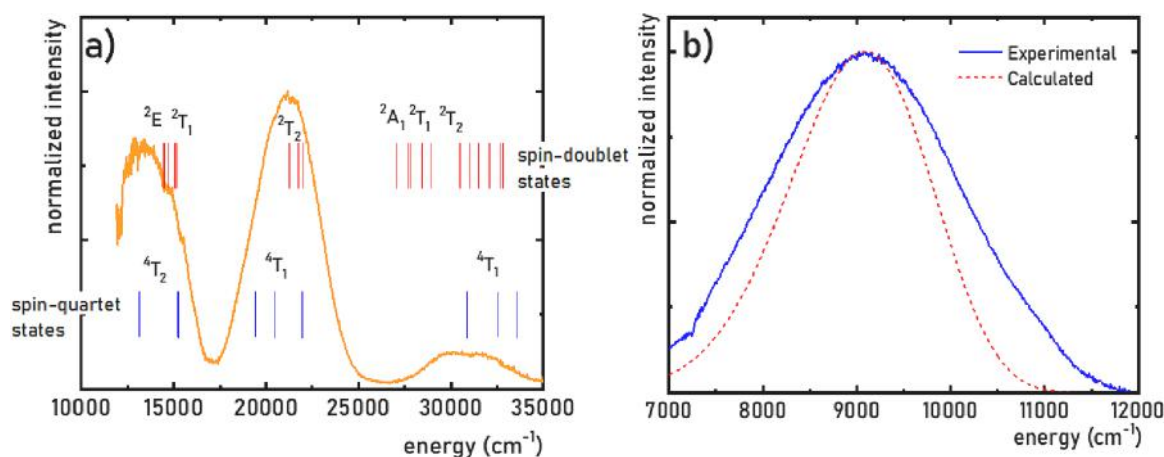 a)
normalized intensity
²E ²T₁
²T₂
²A₁ ²T₁ ²T₂
spin-doublet
states
⁴T₂
⁴T₁
⁴T₁
spin-quartet
states
10000 15000 20000 25000 30000 35000
energy (cm⁻¹)
b)
normalized intensity
Experimental
Calculated
7000 8000 9000 10000 11000 12000
energy (cm⁻¹)